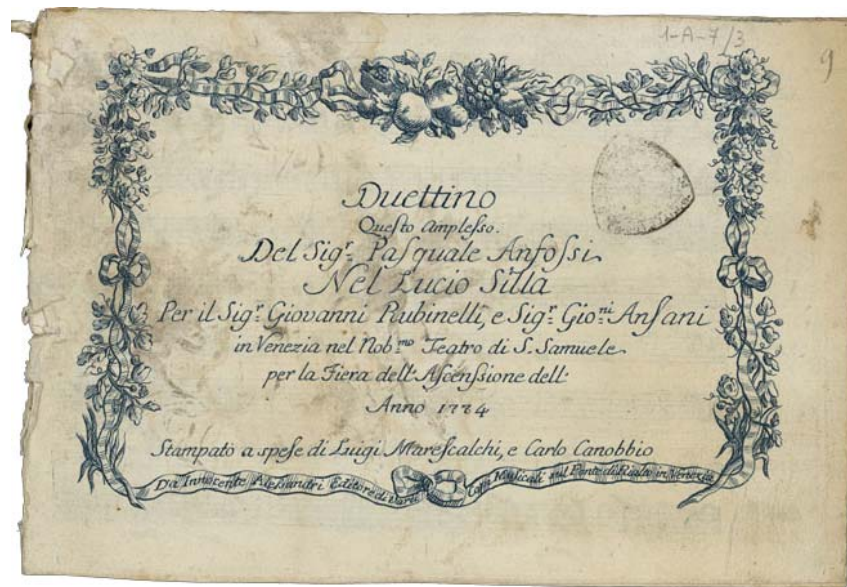 1-A-7/3
9
Duettino
Questo Amplesso.
Del Sig.r Pasquale Anfossi
Nel Lucio Silla
Per il Sig.r Giovanni Rubinelli, e Sig.r Gio.ni Ansani
in Venezia nel Nob.mo Teatro di S. Samuele
per la Fiera dell'Ascenssione dell'
Anno 1774
Stampato a spese di Luigi Marescalchi, e Carlo Canobbio
Da Innocente Alessandri Editore di varie Cose Musicali sul Ponte di Rialto in Venezia